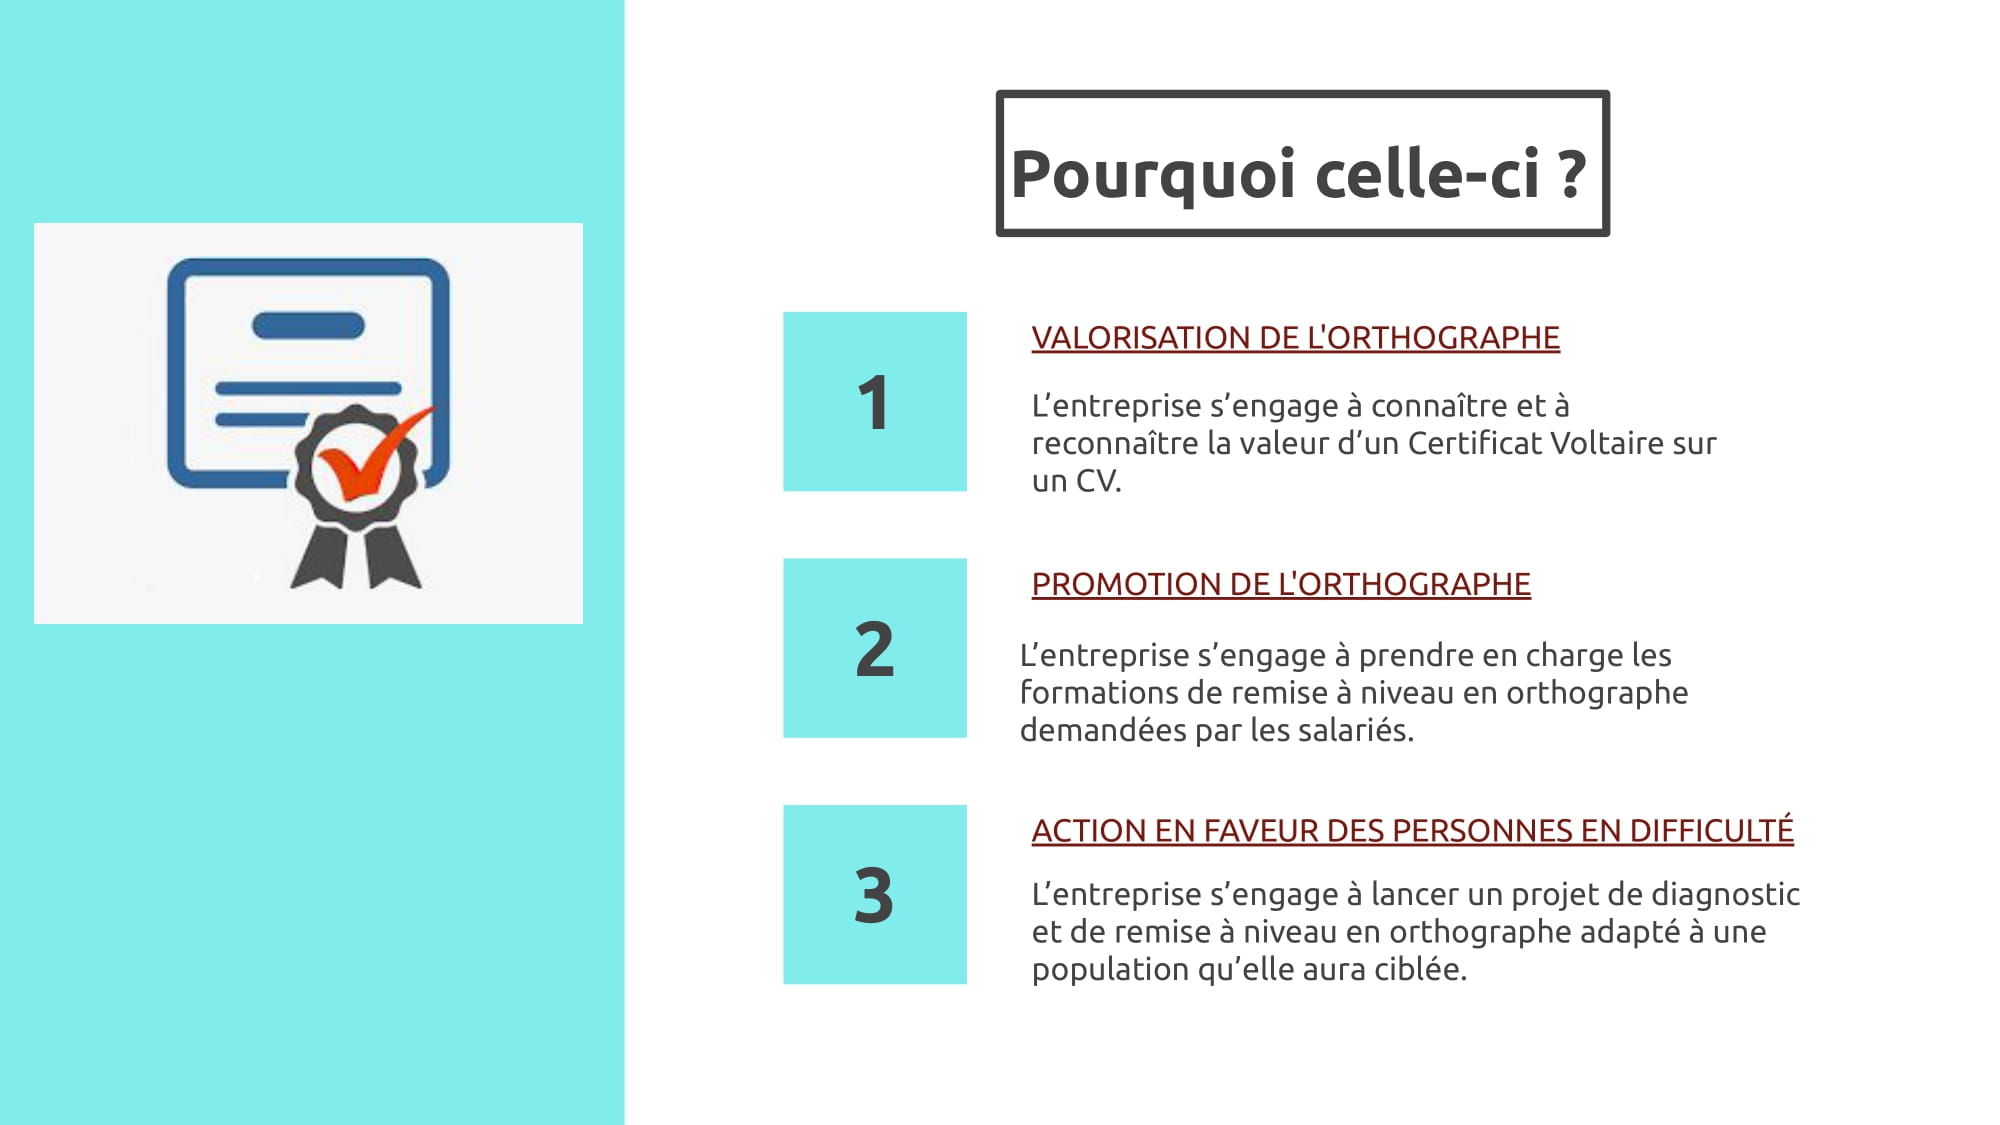 Pourquoi celle-ci ?
1
VALORISATION DE L'ORTHOGRAPHE
L’entreprise s’engage à connaître et à
reconnaître la valeur d’un Certificat Voltaire sur
un CV.
2
PROMOTION DE L'ORTHOGRAPHE
L’entreprise s’engage à prendre en charge les
formations de remise à niveau en orthographe
demandées par les salariés.
3
ACTION EN FAVEUR DES PERSONNES EN DIFFICULTÉ
L’entreprise s’engage à lancer un projet de diagnostic
et de remise à niveau en orthographe adapté à une
population qu’elle aura ciblée.